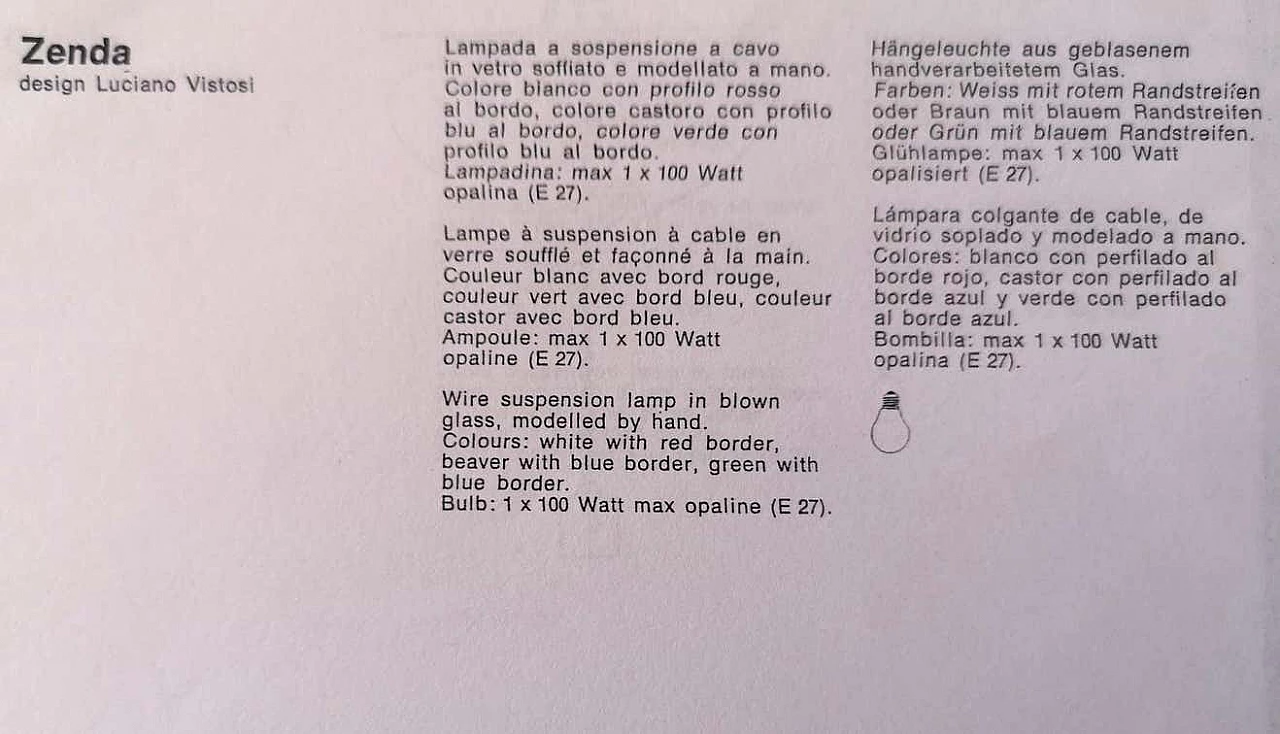 Zenda
design Luciano Vistosi
Lampada a sospensione a cavo
in vetro soffiato e modellato a mano.
Colore bianco con profilo rosso
al bordo, colore castoro con profilo
blu al bordo, colore verde con
profilo blu al bordo.
Lampadina: max 1 x 100 Watt
opalina (E 27).
Lampe à suspension à cable en
verre soufflé et façonné à la main.
Couleur blanc avec bord rouge,
couleur vert avec bord bleu, couleur
castor avec bord bleu.
Ampoule: max 1 x 100 Watt
opaline (E 27).
Wire suspension lamp in blown
glass, modelled by hand.
Colours: white with red border,
beaver with blue border, green with
blue border.
Bulb: 1 x 100 Watt max opaline (E 27).
Hängeleuchte aus geblasenem
handverarbeitetem Glas.
Farben: Weiss mit rotem Randstreifen
oder Braun mit blauem Randstreifen
oder Grün mit blauem Randstreifen.
Glühlampe: max 1 x 100 Watt
opalisiert (E 27).
Lámpara colgante de cable, de
vidrio soplado y modelado a mano.
Colores: blanco con perfilado al
borde rojo, castor con perfilado al
borde azul y verde con perfilado
al borde azul.
Bombilla: max 1 x 100 Watt
opalina (E 27).